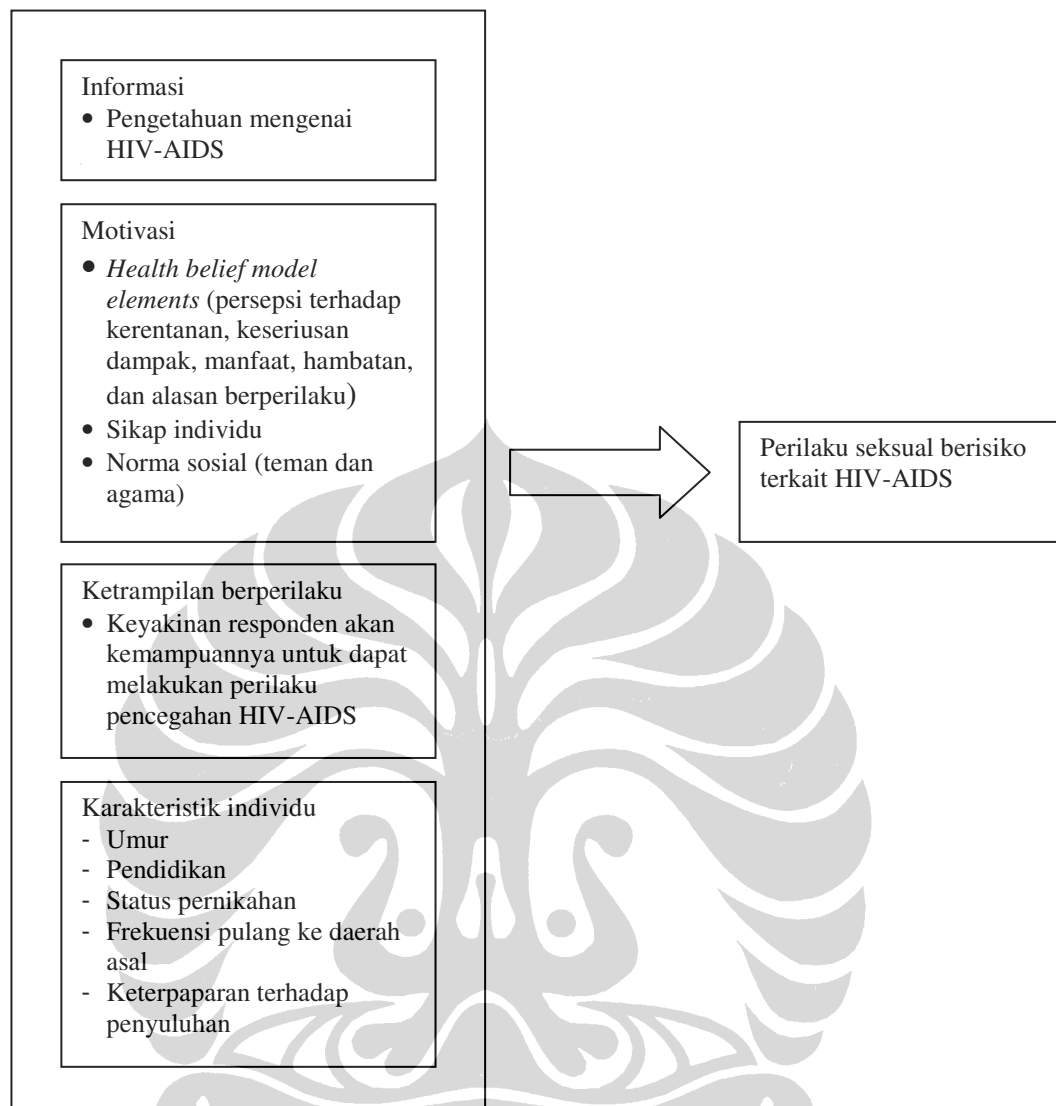 Informasi
• Pengetahuan mengenai
HIV-AIDS
Motivasi
• Health belief model
elements (persepsi terhadap
kerentanan, keseriusan
dampak, manfaat, hambatan,
dan alasan berperilaku)
• Sikap individu
• Norma sosial (teman dan
agama)
Ketrampilan berperilaku
• Keyakinan responden akan
kemampuannya untuk dapat
melakukan perilaku
pencegahan HIV-AIDS
Karakteristik individu
- Umur
- Pendidikan
- Status pernikahan
- Frekuensi pulang ke daerah
asal
- Keterpaparan terhadap
penyuluhan
Perilaku seksual berisiko
terkait HIV-AIDS